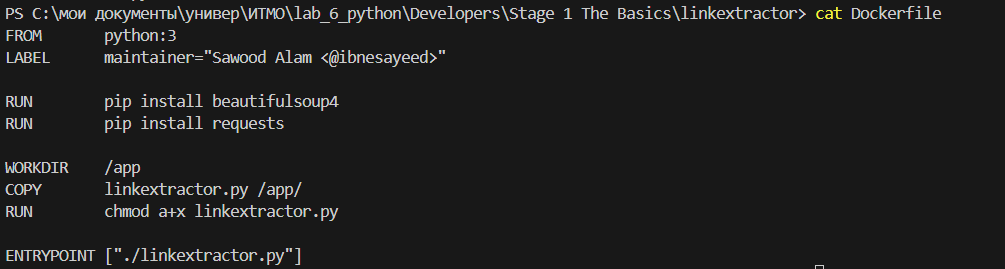 PS C:\мои документы\универ\ИТМО\lab_6_python\Developers\Stage 1 The Basics\linkextractor> cat Dockerfile
FROM       python:3
LABEL      maintainer="Sawood Alam <@ibnesayeed>"

RUN        pip install beautifulsoup4
RUN        pip install requests

WORKDIR    /app
COPY       linkextractor.py /app/
RUN        chmod a+x linkextractor.py

ENTRYPOINT ["./linkextractor.py"]